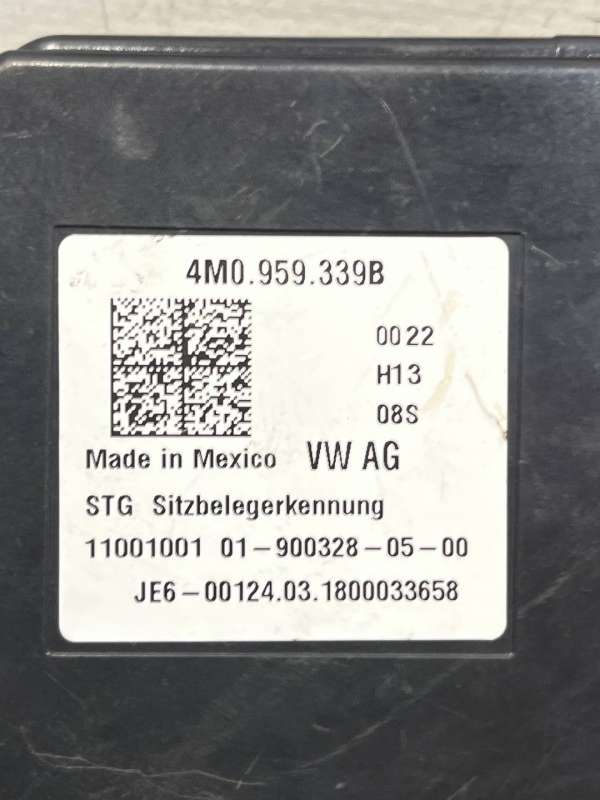 4M0.959.339B
0022
H13
08S
Made in Mexico VW AG
STG Sitzbelegerkennung
11001001 01-900328-05-00
JE6-00124.03.1800033658